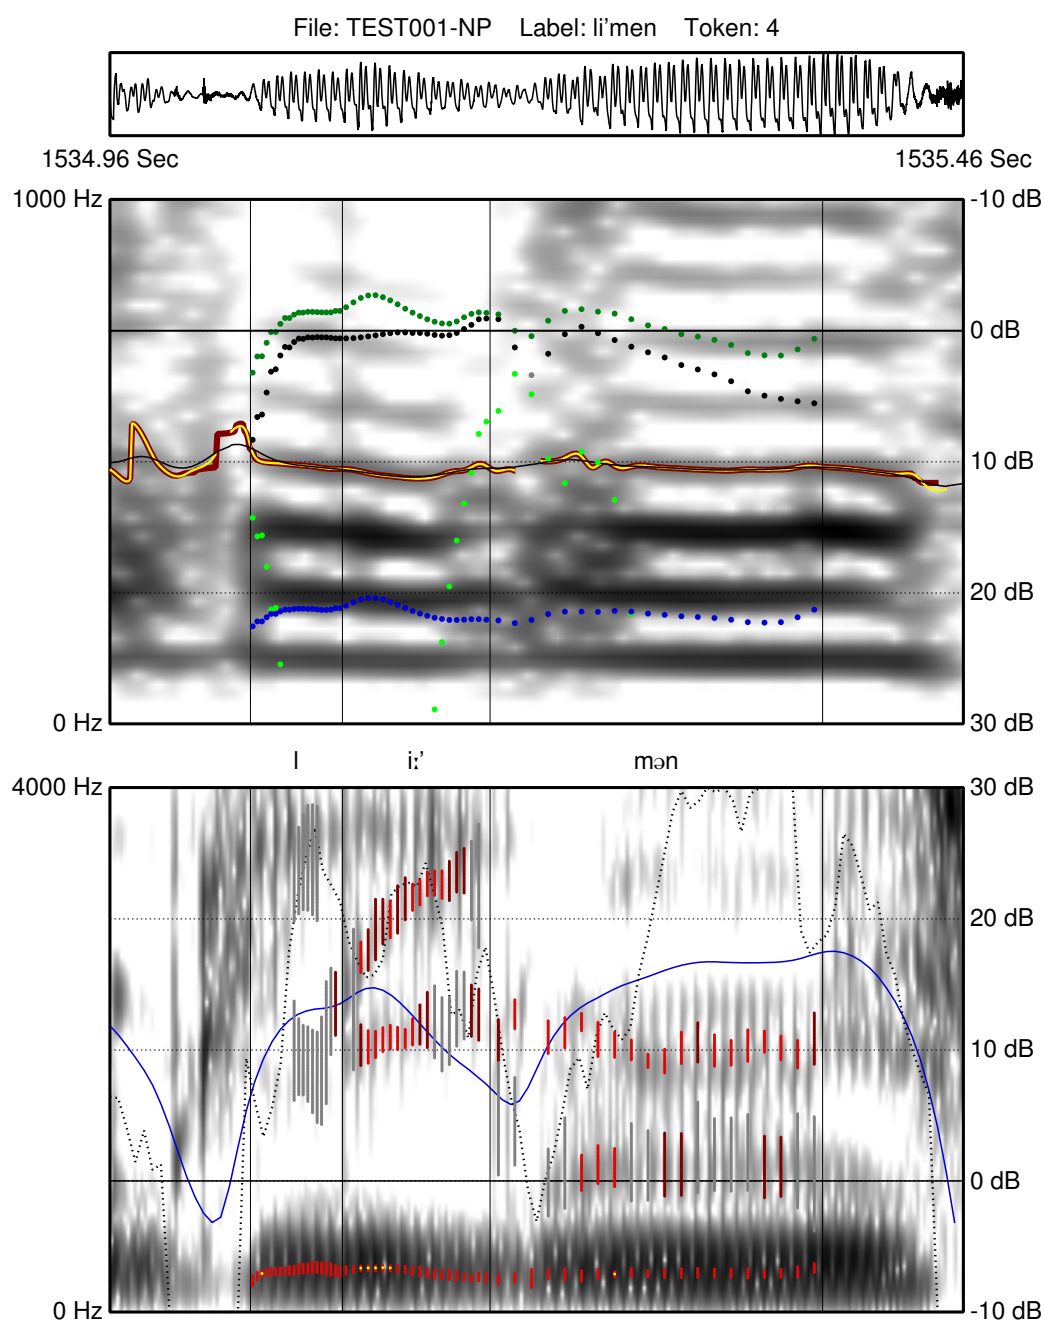 File: TEST001-NP Label: li'men Token: 4
1534.96 Sec 1535.46 Sec
1000 Hz -10 dB
0 dB
10 dB
20 dB
0 Hz 30 dB
l iːʼ mən
4000 Hz 30 dB
20 dB
10 dB
0 dB
0 Hz -10 dB